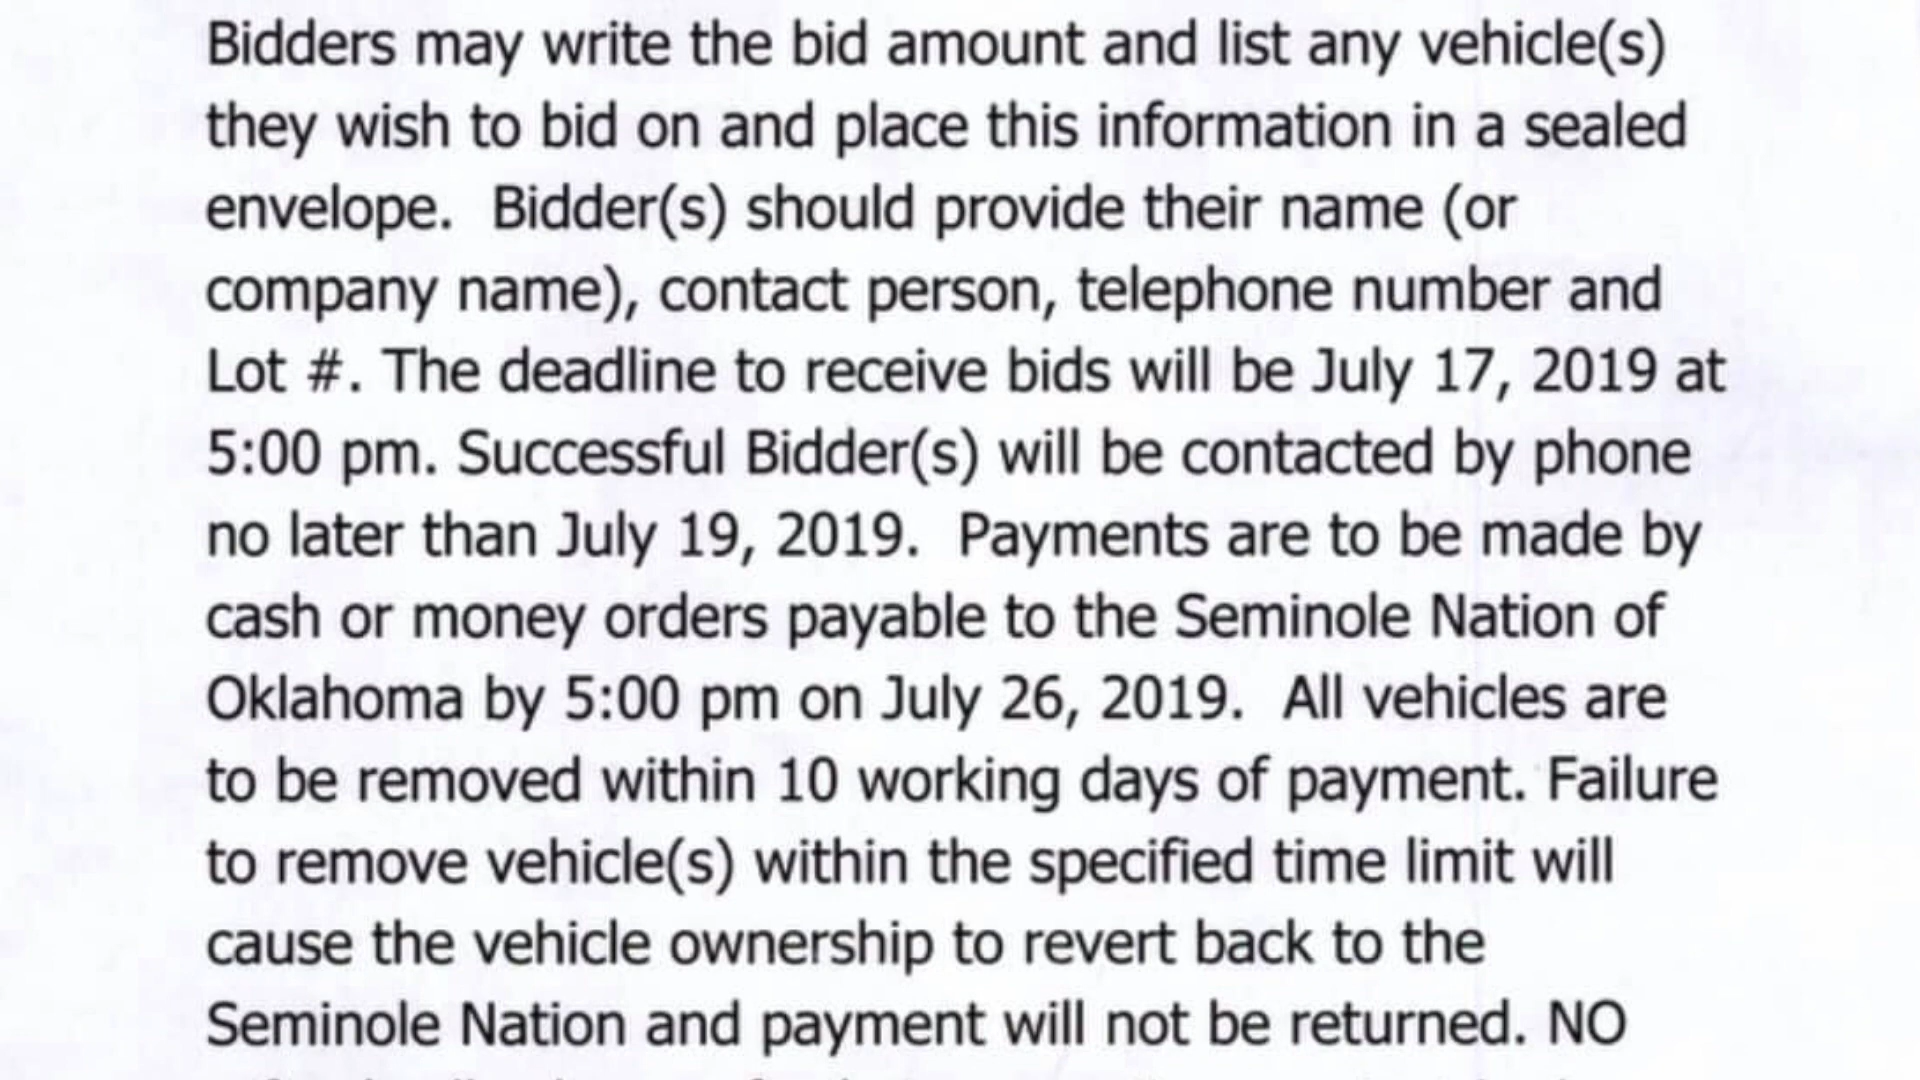 Bidders may write the bid amount and list any vehicle(s)
they wish to bid on and place this information in a sealed
envelope.  Bidder(s) should provide their name (or
company name), contact person, telephone number and
Lot #. The deadline to receive bids will be July 17, 2019 at
5:00 pm. Successful Bidder(s) will be contacted by phone
no later than July 19, 2019.  Payments are to be made by
cash or money orders payable to the Seminole Nation of
Oklahoma by 5:00 pm on July 26, 2019.  All vehicles are
to be removed within 10 working days of payment. Failure
to remove vehicle(s) within the specified time limit will
cause the vehicle ownership to revert back to the
Seminole Nation and payment will not be returned. NO